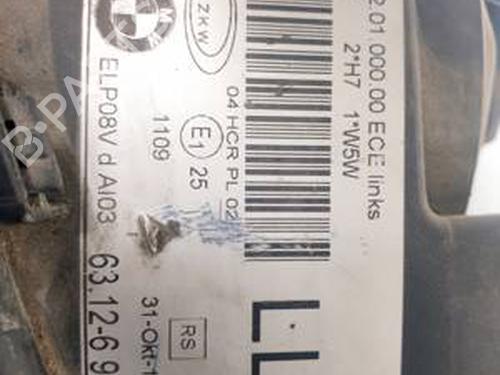 BMW
ZKW
2.01 000.00 ECE links
2*H7 1*W5W
04 HCR PL 02
E1 25
1109
ELP08V d AI03
63.12-6 9
31-Okt-1
RS
LL
B-PARTS